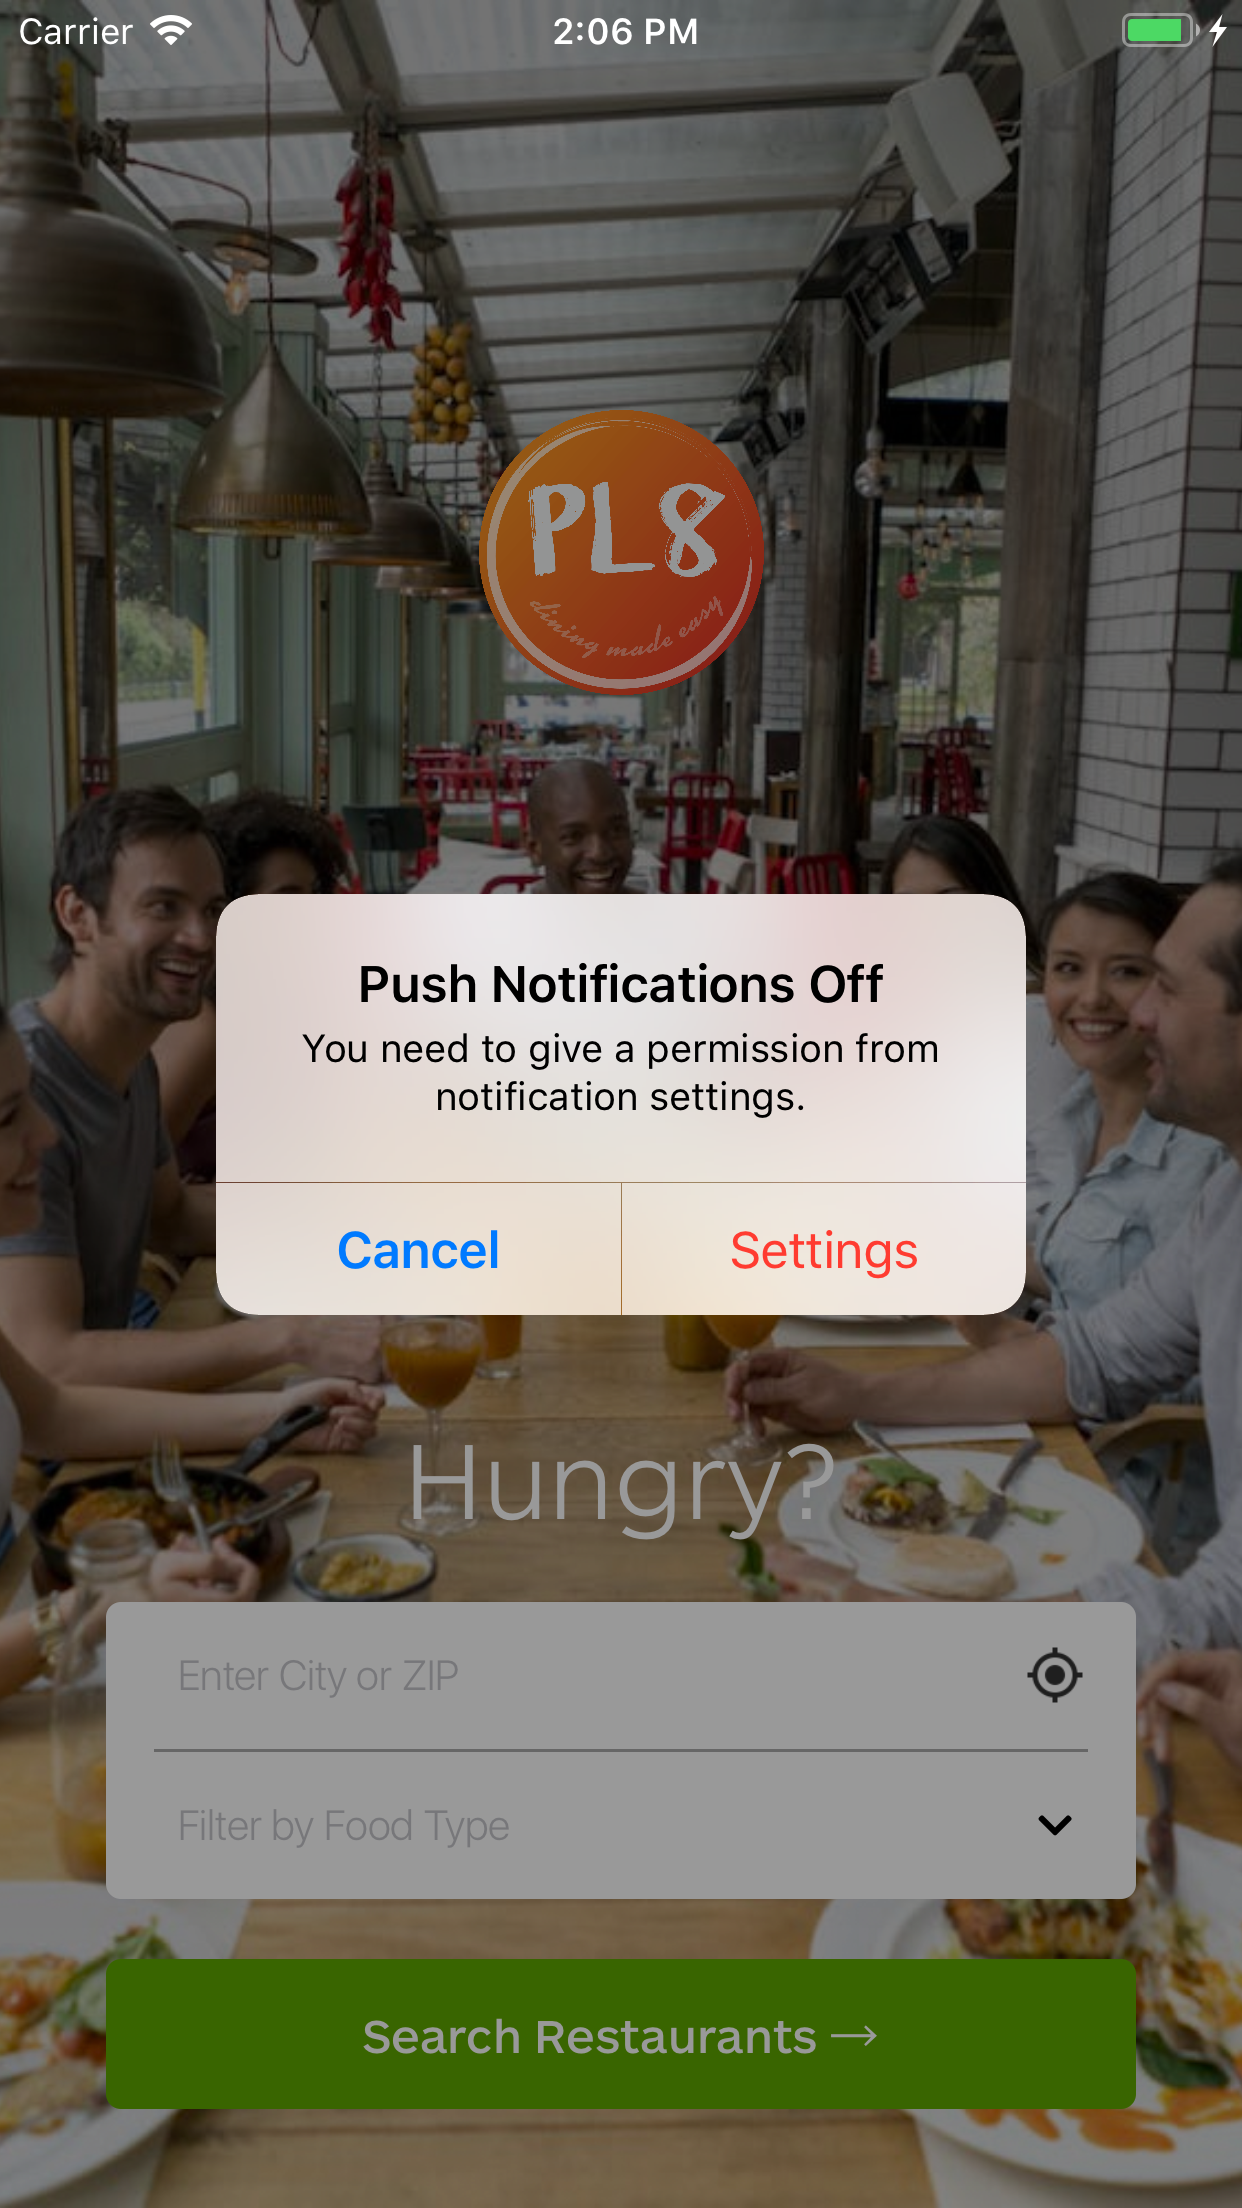 Carrier
2:06 PM
PL8
dining made easy
Push Notifications Off
You need to give a permission from
notification settings.
Cancel
Settings
Hungry?
Enter City or ZIP
Filter by Food Type
Search Restaurants →